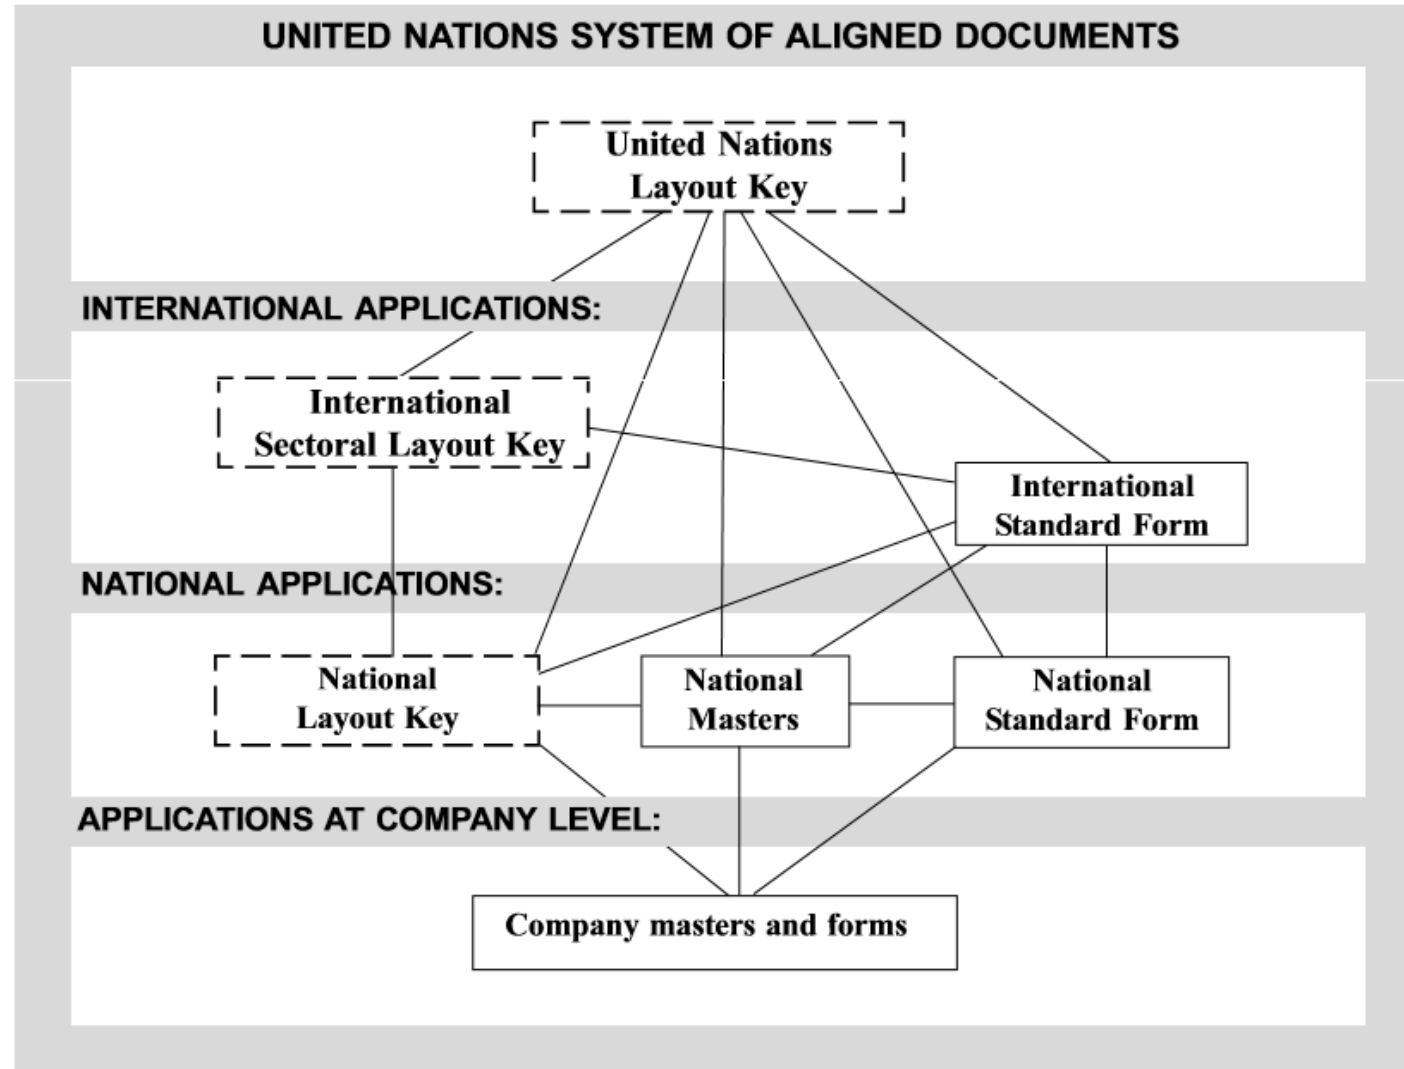 UNITED NATIONS SYSTEM OF ALIGNED DOCUMENTS
United Nations
Layout Key
INTERNATIONAL APPLICATIONS:
International
Sectoral Layout Key
International
Standard Form
NATIONAL APPLICATIONS:
National
Layout Key
National
Masters
National
Standard Form
APPLICATIONS AT COMPANY LEVEL:
Company masters and forms